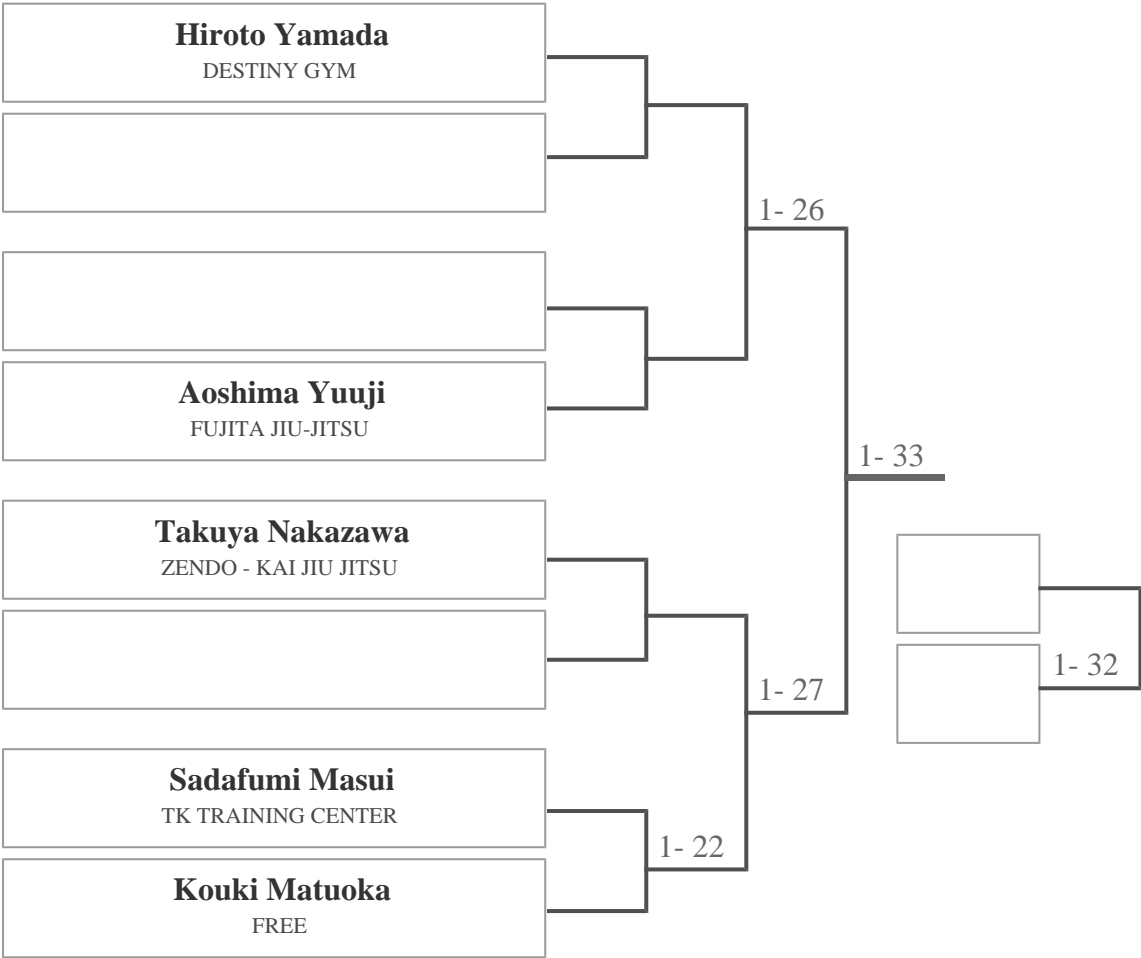 Hiroto Yamada
DESTINY GYM
1- 26
Aoshima Yuuji
FUJITA JIU-JITSU
1- 33
Takuya Nakazawa
ZENDO - KAI JIU JITSU
1- 32
1- 27
Sadafumi Masui
TK TRAINING CENTER
1- 22
Kouki Matuoka
FREE